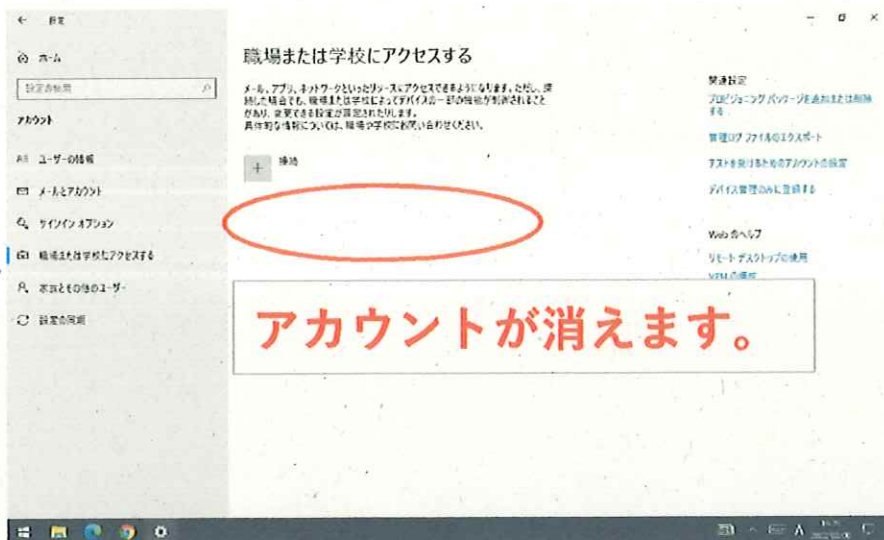 ← 設定
ホーム
設定の検索
アカウント
ユーザーの情報
メールとアカウント
サインイン オプション
職場または学校にアクセスする
家族とその他のユーザー
設定の同期
職場または学校にアクセスする
メール、アプリ、ネットワークといったリソースにアクセスできるようになります。ただし、接
続した場合でも、職場または学校によってデバイスの一部の機能が制御されること
があり、変更できる設定が限定されたりします。
具体的な情報については、職場や学校にお問い合わせください。
+ 接続
アカウントが消えます。
関連設定
プロビジョニング パッケージを追加または削除
する
管理ログ ファイルのエクスポート
テストを受けるためのアカウントの設定
デバイス管理のみに登録する
Web のヘルプ
リモート デスクトップの使用
A